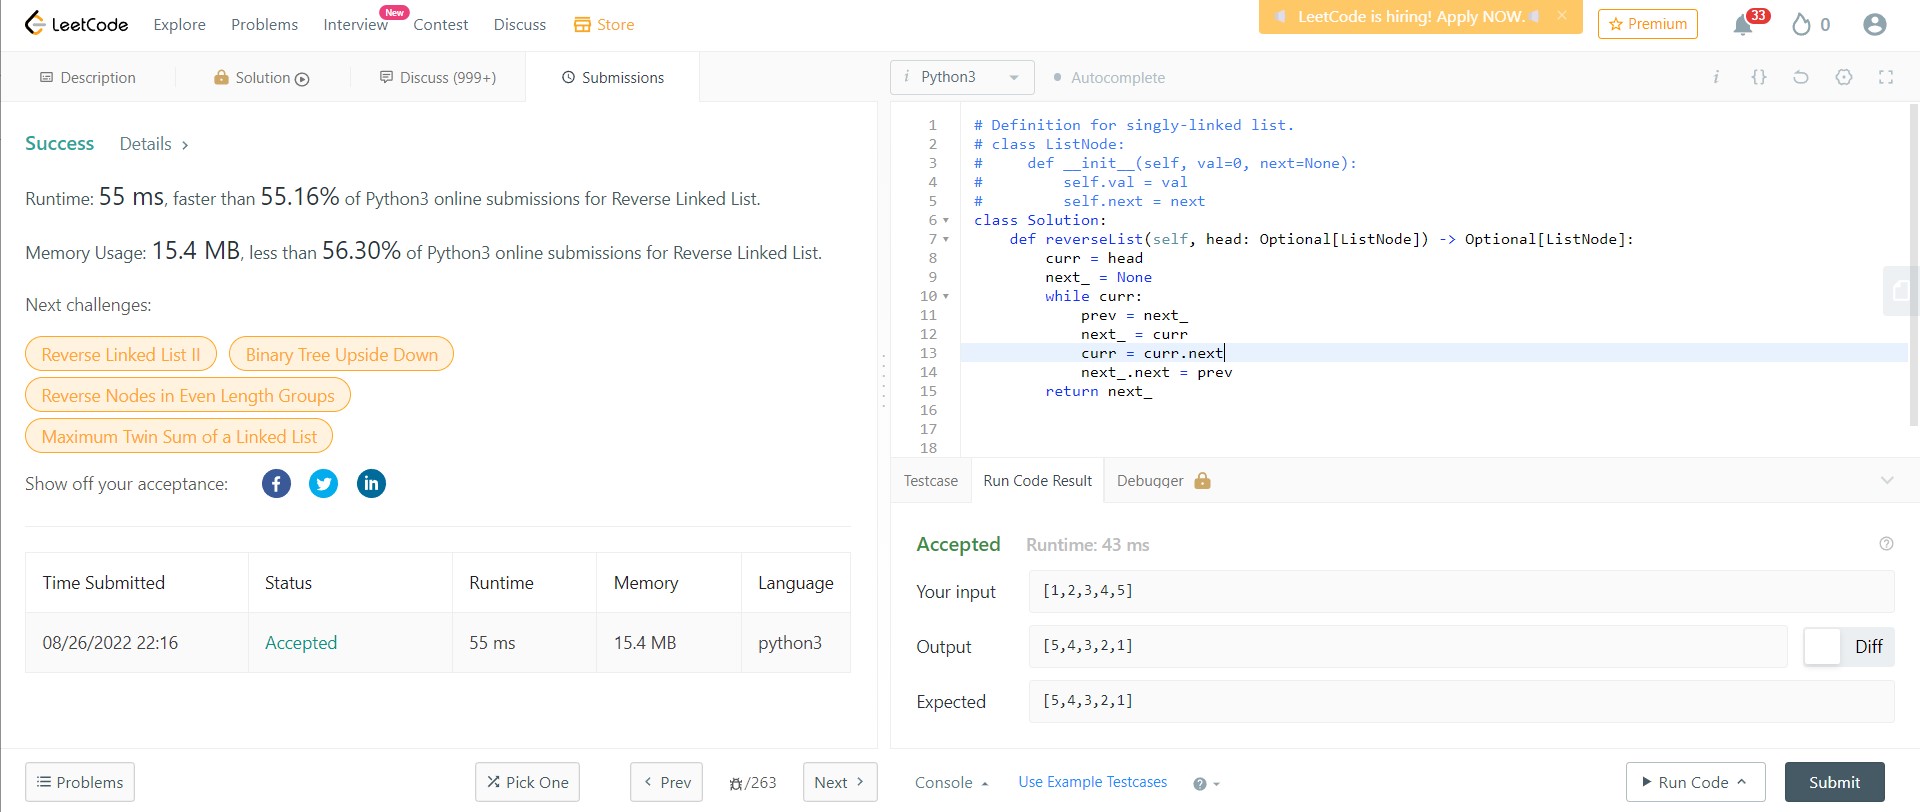 LeetCode Explore Problems Interview New Contest Discuss Store LeetCode is hiring! Apply NOW. × Premium 33 0
Description Solution Discuss (999+) Submissions
Success Details >
Runtime: 55 ms, faster than 55.16% of Python3 online submissions for Reverse Linked List.
Memory Usage: 15.4 MB, less than 56.30% of Python3 online submissions for Reverse Linked List.
Next challenges:
Reverse Linked List II Binary Tree Upside Down
Reverse Nodes in Even Length Groups
Maximum Twin Sum of a Linked List
Show off your acceptance:
Time Submitted Status Runtime Memory Language
08/26/2022 22:16 Accepted 55 ms 15.4 MB python3
Problems Pick One < Prev /263 Next >
i Python3 Autocomplete i {}
1 # Definition for singly-linked list.
2 # class ListNode:
3 #     def __init__(self, val=0, next=None):
4 #         self.val = val
5 #         self.next = next
6 class Solution:
7     def reverseList(self, head: Optional[ListNode]) -> Optional[ListNode]:
8         curr = head
9         next_ = None
10         while curr:
11             prev = next_
12             next_ = curr
13             curr = curr.next
14             next_.next = prev
15         return next_
16
17
18
Testcase Run Code Result Debugger
Accepted Runtime: 43 ms
Your input [1,2,3,4,5]
Output [5,4,3,2,1] Diff
Expected [5,4,3,2,1]
Console Use Example Testcases Run Code Submit